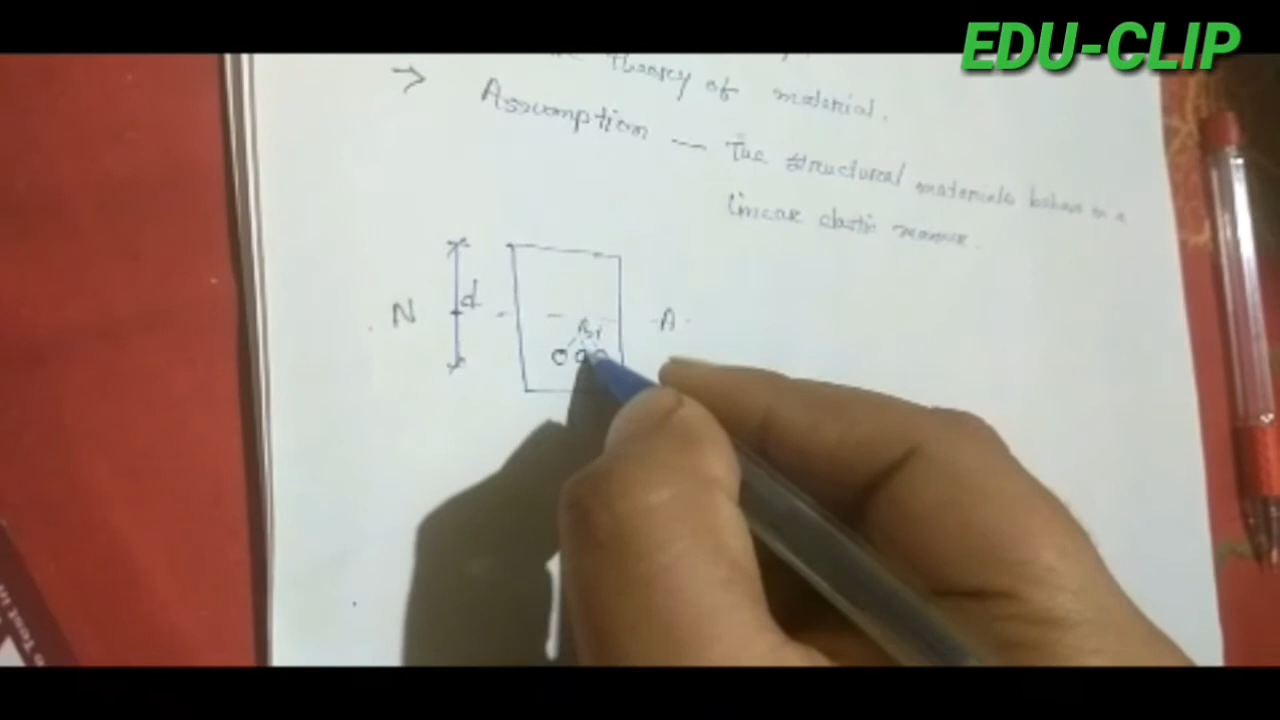 EDU-CLIP
theory of material.
→ Assumption — The structural materials behave in a
linear elastic manner.
d
N
A